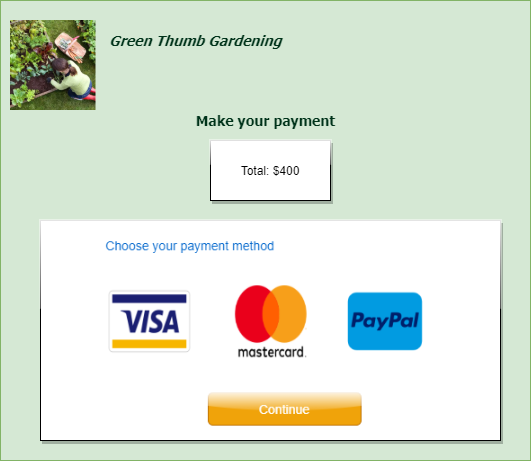 Green Thumb Gardening
Make your payment
Total: $400
Choose your payment method
VISA
mastercard.
PayPal
Continue